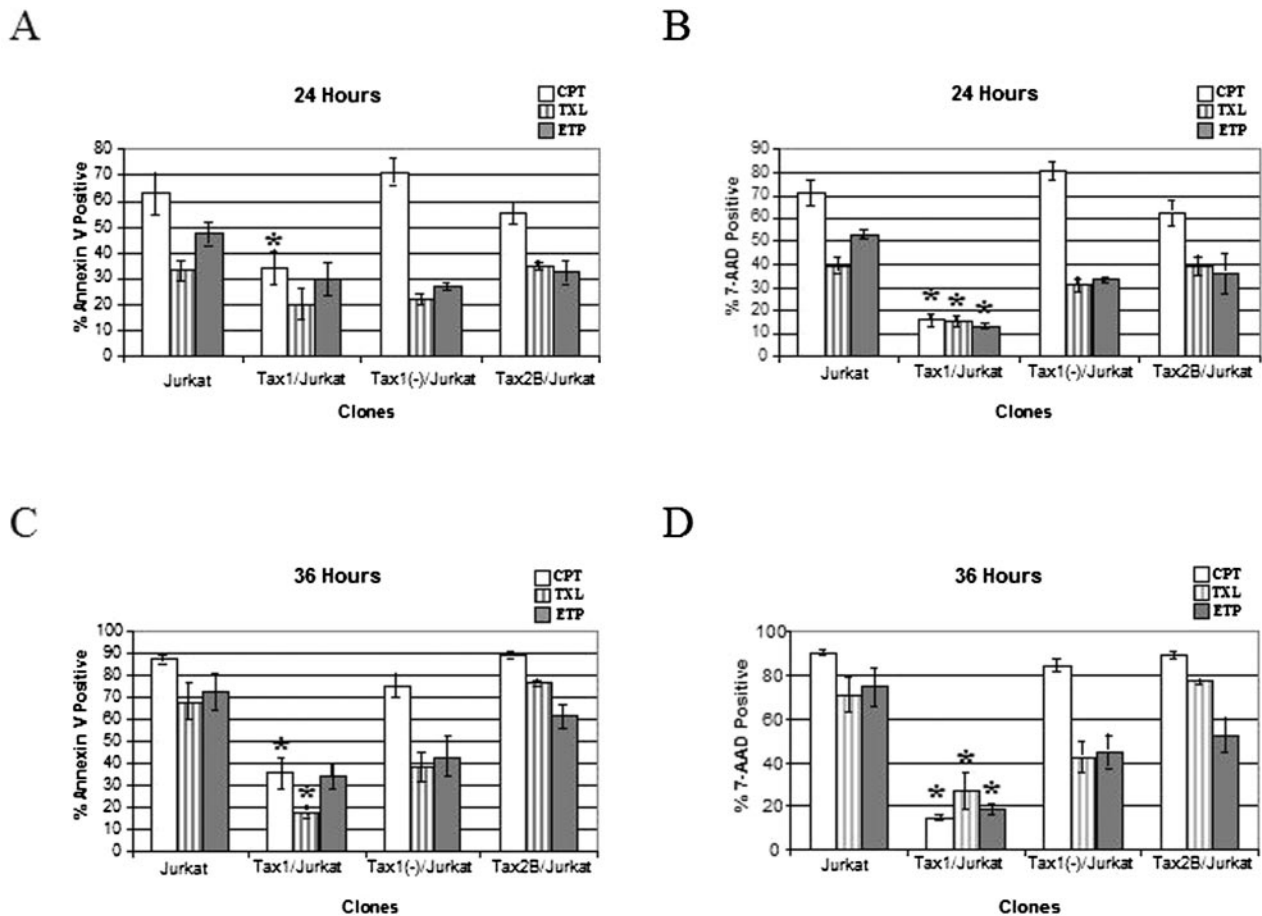 A
24 Hours
CPT
TXL
ETP
% Annexin V Positive
80
70
60
50
40
30
20
10
0
*
Jurkat Tax1/Jurkat Tax1(-)/Jurkat Tax2B/Jurkat
Clones
B
24 Hours
CPT
TXL
ETP
% 7-AAD Positive
90
80
70
60
50
40
30
20
10
0
* * *
Jurkat Tax1/Jurkat Tax1(-)/Jurkat Tax2B/Jurkat
Clones
C
36 Hours
CPT
TXL
ETP
% Annexin V Positive
100
90
80
70
60
50
40
30
20
10
0
*
*
Jurkat Tax1/Jurkat Tax1(-)/Jurkat Tax2B/Jurkat
Clones
D
36 Hours
CPT
TXL
ETP
% 7-AAD Positive
100
80
60
40
20
0
* * *
Jurkat Tax1/Jurkat Tax1(-)/Jurkat Tax2B/Jurkat
Clones